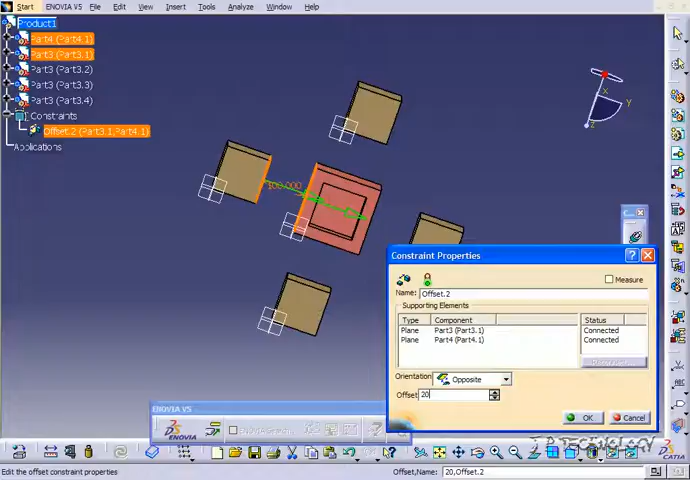 Start ENOVIA V5 File Edit View Insert Tools Analyze Window Help
Product1
Part4 (Part4.1)
Part3 (Part3.1)
Part3 (Part3.2)
Part3 (Part3.3)
Part3 (Part3.4)
Constraints
Offset.2 (Part3.1,Part4.1)
Applications
x
Y
z
Constraint Properties
Measure
Name: Offset.2
Supporting Elements
Type Component Status
Plane Part3 (Part3.1) Connected
Plane Part4 (Part4.1) Connected
Orientation Opposite
Offset 20
OK Cancel
ENOVIA V5
ENOVIA
TECHNOLOGY
CATIA
Edit the offset constraint properties Offset,Name: 20,Offset.2